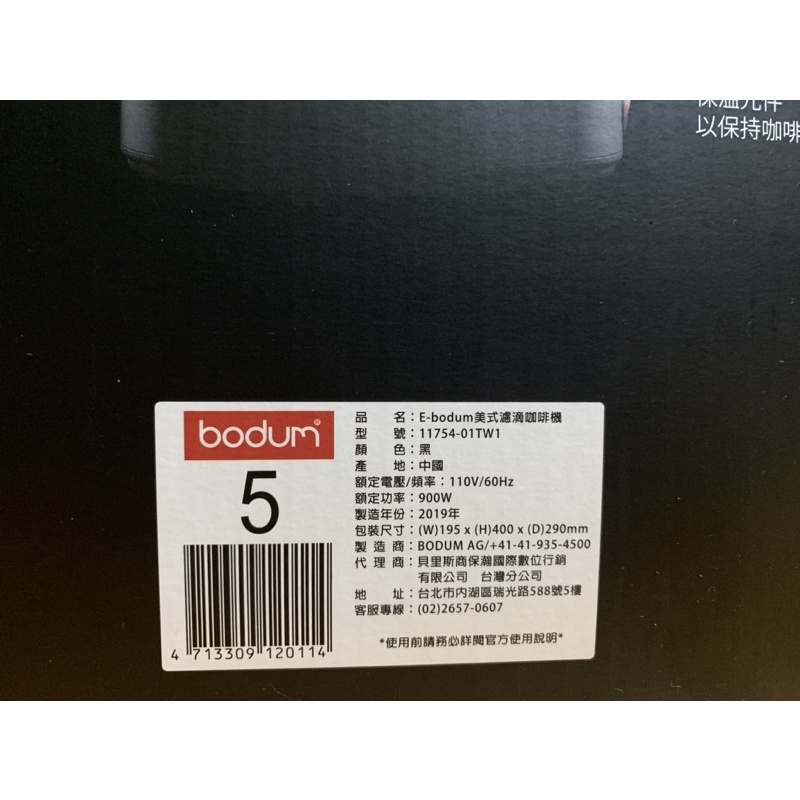 以保持咖啡
bodum®
5
4 713309 120114
品 名：E-bodum美式濾滴咖啡機
型 號：11754-01TW1
顏 色：黑
產 地：中國
額定電壓/頻率：110V/60Hz
額定功率：900W
製造年份：2019年
包裝尺寸：(W)195 x (H)400 x (D)290mm
製 造 商：BODUM AG/+41-41-935-4500
代 理 商：貝里斯商保瀚國際數位行銷
有限公司 台灣分公司
地 址：台北市內湖區瑞光路588號5樓
客服專線：(02)2657-0607
*使用前請務必詳閱官方使用說明*